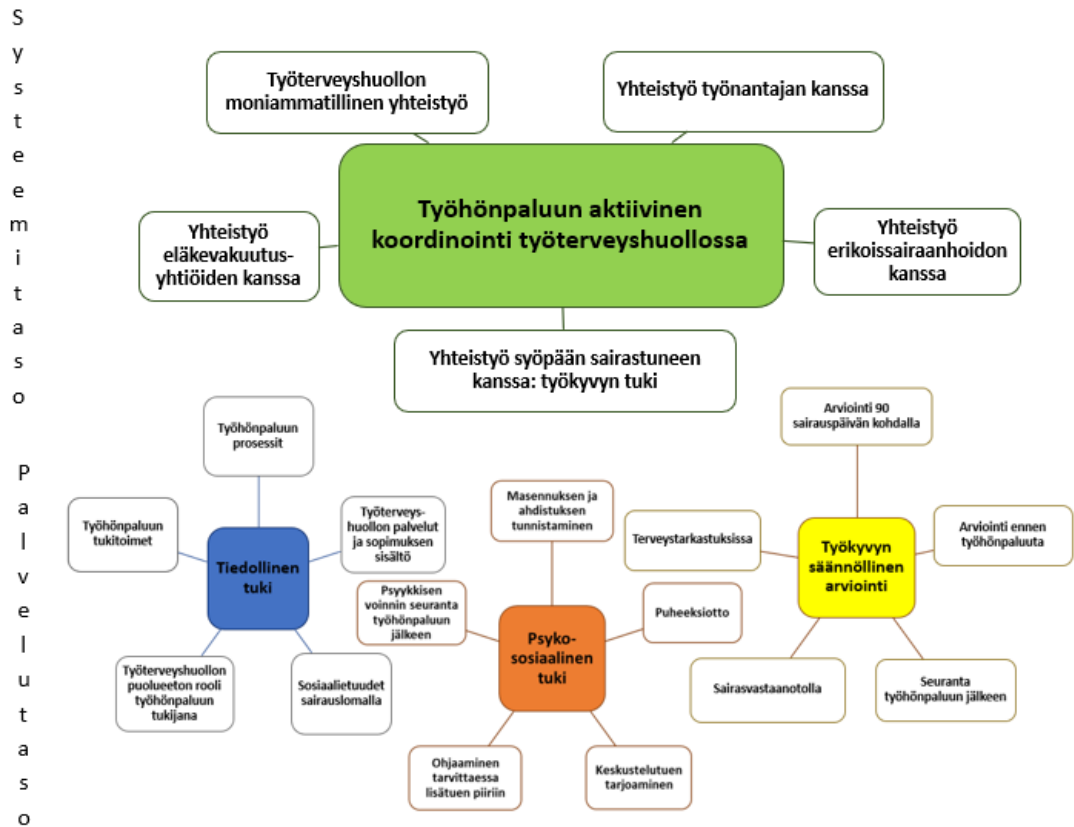 Systeemitaso
Työterveyshuollon
moniammatillinen yhteistyö
Yhteistyö työnantajan kanssa
Työhönpaluun aktiivinen
koordinointi työterveyshuollossa
Yhteistyö
eläkevakuutus-
yhtiöiden kanssa
Yhteistyö
erikoissairaanhoidon
kanssa
Yhteistyö syöpään sairastuneen
kanssa: työkyvyn tuki
Palvelutaso
Työhönpaluun
prosessit
Työhönpaluun
tukitoimet
Työterveys-
huollon palvelut
ja sopimuksen
sisältö
Tiedollinen
tuki
Työterveyshuollon
puolueeton rooli
työhönpaluun
tukijana
Sosiaalietuudet
sairauslomalla
Masennuksen ja
ahdistuksen
tunnistaminen
Psyykkisen
voinnin seuranta
työhönpaluun
jälkeen
Puheeksiotto
Psyko-
sosiaalinen
tuki
Ohjaaminen
tarvittaessa
lisätuen piiriin
Keskustelutuen
tarjoaminen
Arviointi 90
sairauspäivän kohdalla
Terveystarkastuksissa
Arviointi ennen
työhönpaluuta
Työkyvyn
säännöllinen
arviointi
Sairasvastaanotolla
Seuranta
työhönpaluun jälkeen